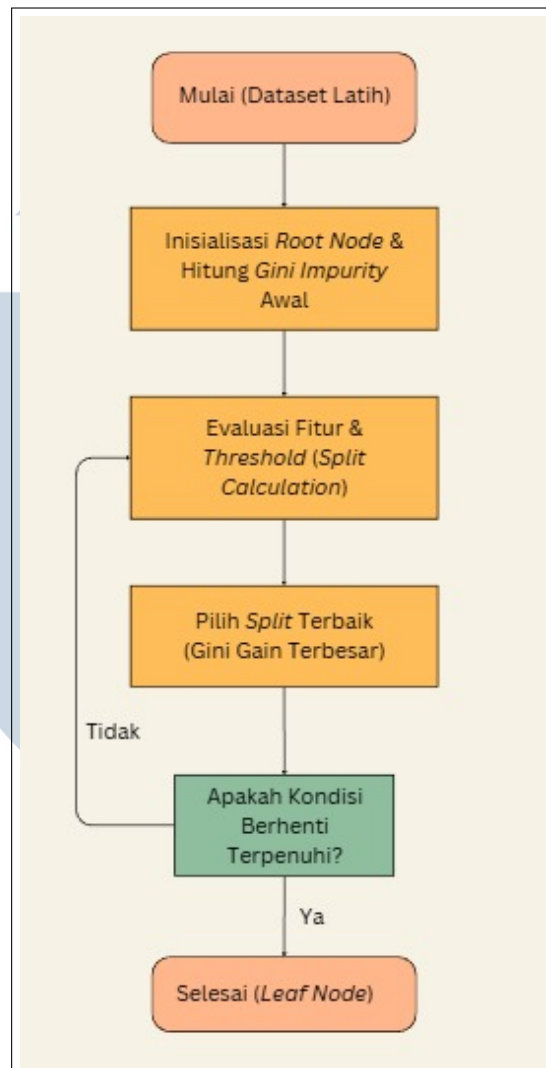 Mulai (Dataset Latih)
Inisialisasi Root Node &
Hitung Gini Impurity
Awal
Evaluasi Fitur &
Threshold (Split
Calculation)
Pilih Split Terbaik
(Gini Gain Terbesar)
Tidak
Apakah Kondisi
Berhenti
Terpenuhi?
Ya
Selesai (Leaf Node)